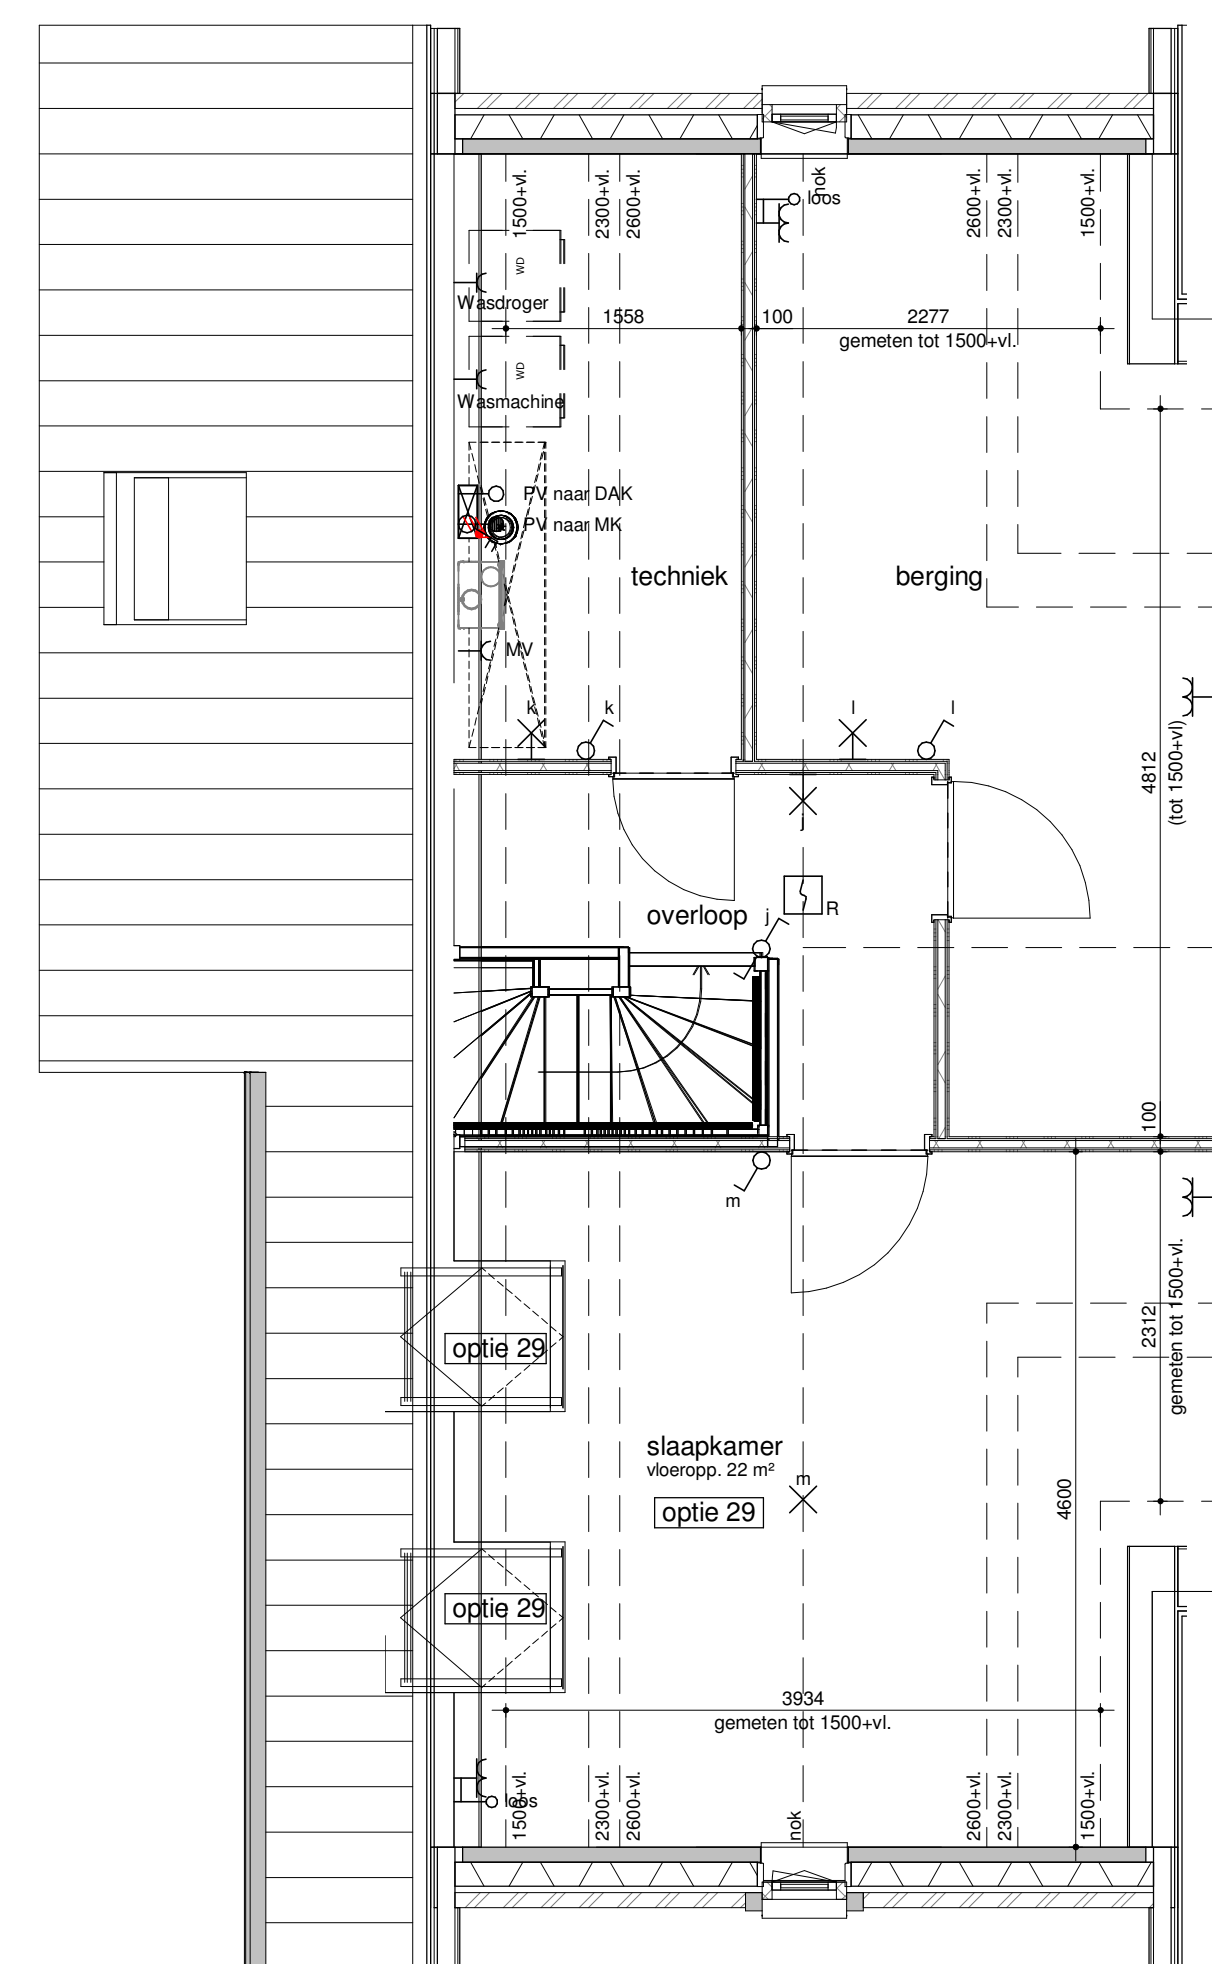 nok
1500+vl.
2300+vl.
2600+vl.
loos
2600+vl.
2300+vl.
1500+vl.
WD
Wasdroger
1558
100
2277
gemeten tot 1500+vl.
WD
Wasmachine
PV naar DAK
PV naar MK
techniek
berging
MV
k
k
l
l
4812
(tot 1500+vl)
j
R
overloop
j
100
m
2312
gemeten tot 1500+vl.
optie 29
slaapkamer
vloeropp. 22 m²
m
optie 29
4600
optie 29
3934
gemeten tot 1500+vl.
loos
1500+vl.
2300+vl.
2600+vl.
nok
2600+vl.
2300+vl.
1500+vl.